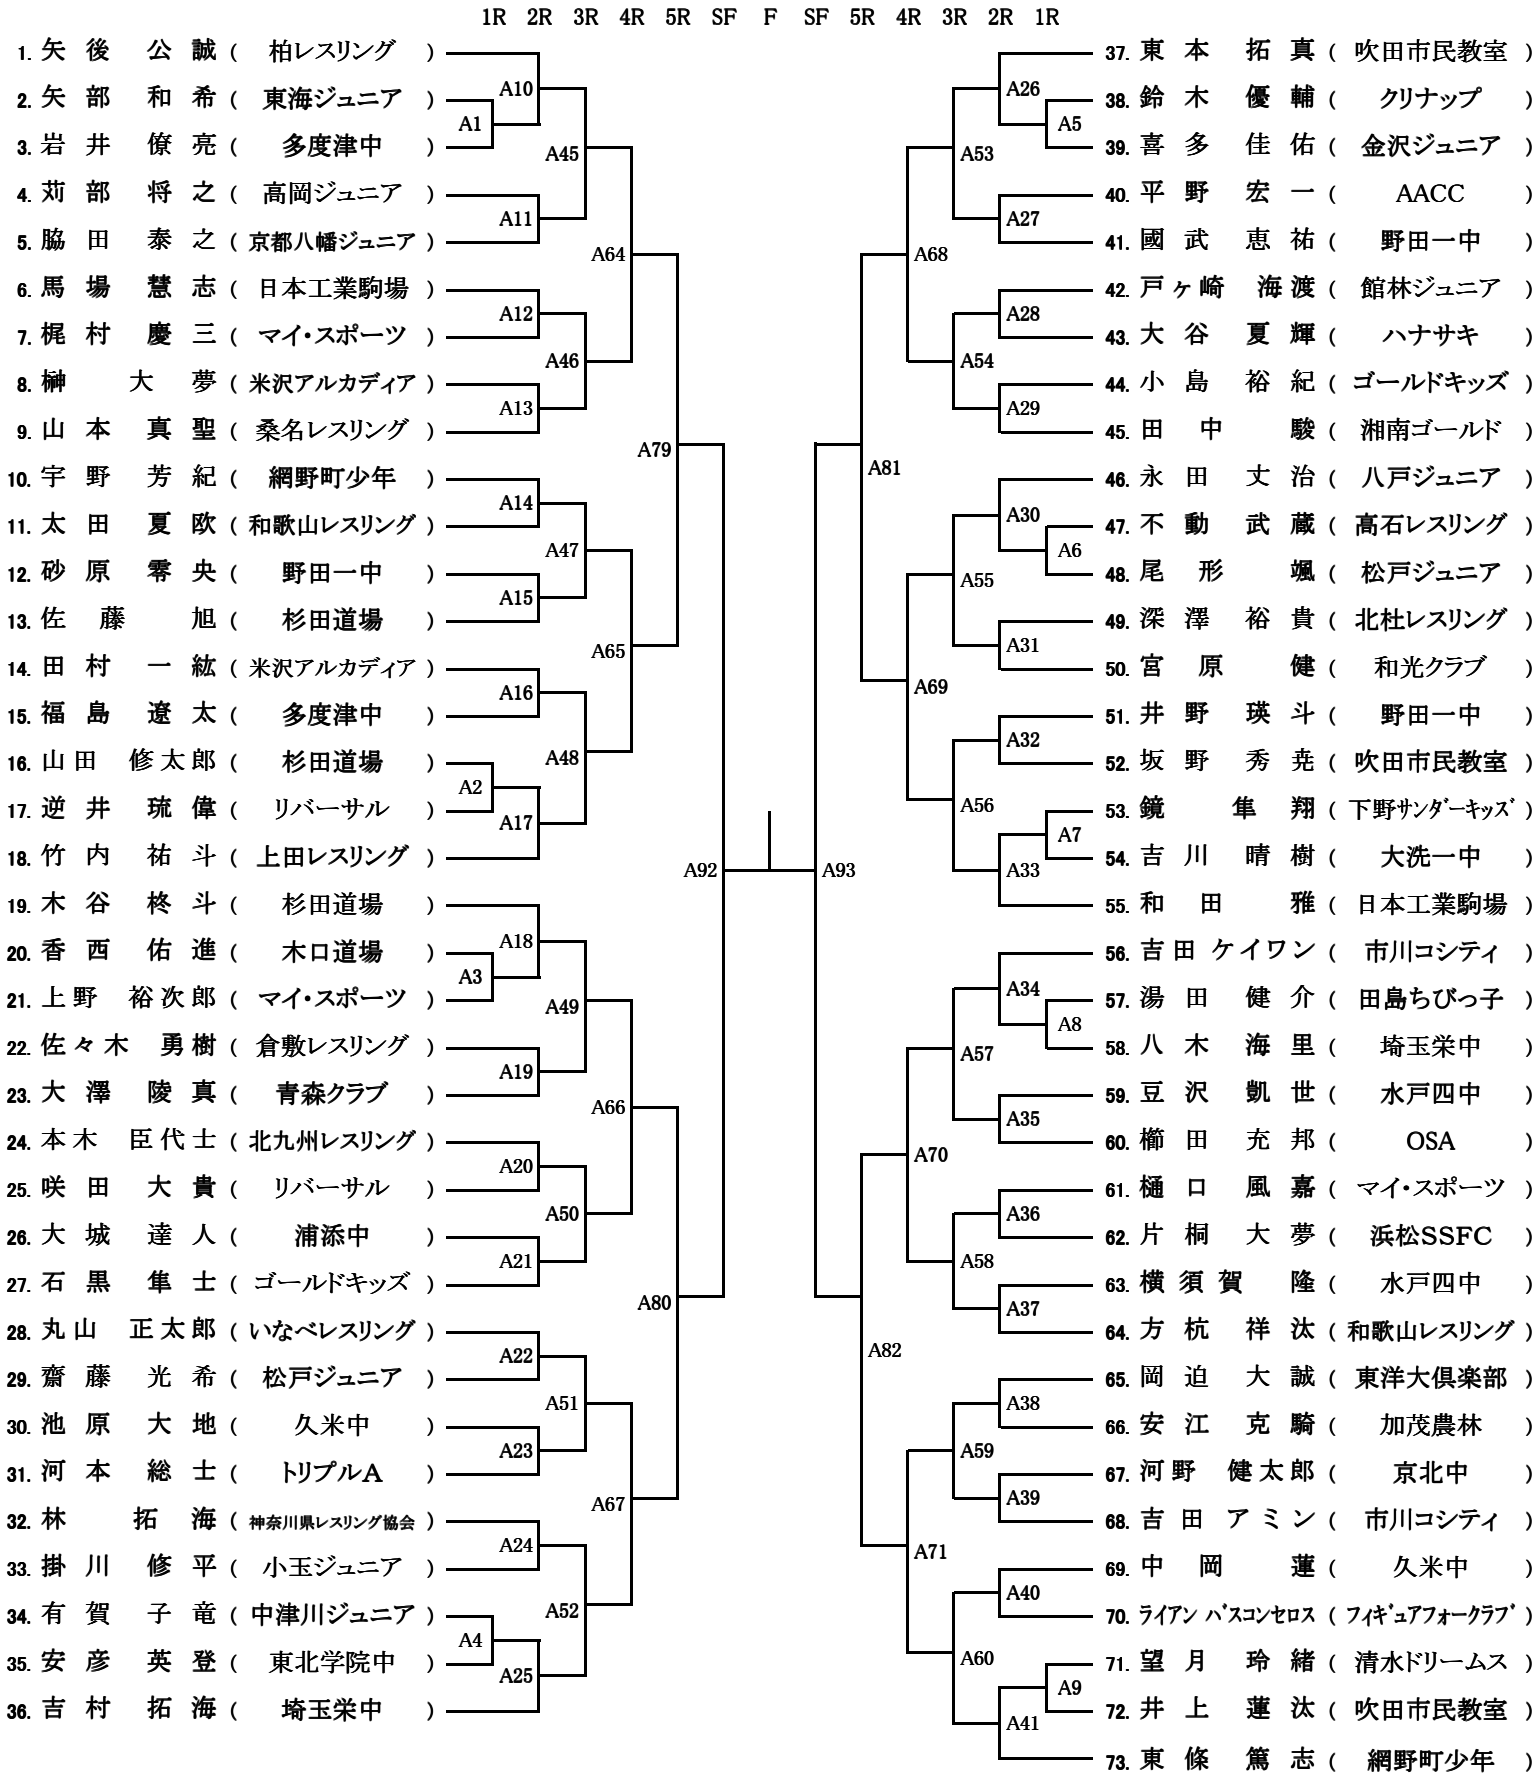 1R 2R 3R 4R 5R SF F SF 5R 4R 3R 2R 1R
1. 矢後 公誠 ( 柏レスリング )
2. 矢部 和希 ( 東海ジュニア )
3. 岩井 僚亮 ( 多度津中 )
4. 苅部 将之 ( 高岡ジュニア )
5. 脇田 泰之 ( 京都八幡ジュニア )
6. 馬場 慧志 ( 日本工業駒場 )
7. 梶村 慶三 ( マイ・スポーツ )
8. 榊 大夢 ( 米沢アルカディア )
9. 山本 真聖 ( 桑名レスリング )
10. 宇野 芳紀 ( 網野町少年 )
11. 太田 夏欧 ( 和歌山レスリング )
12. 砂原 零央 ( 野田一中 )
13. 佐藤 旭 ( 杉田道場 )
14. 田村 一紘 ( 米沢アルカディア )
15. 福島 遼太 ( 多度津中 )
16. 山田 修太郎 ( 杉田道場 )
17. 逆井 琉偉 ( リバーサル )
18. 竹内 祐斗 ( 上田レスリング )
19. 木谷 柊斗 ( 杉田道場 )
20. 香西 佑進 ( 木口道場 )
21. 上野 裕次郎 ( マイ・スポーツ )
22. 佐々木 勇樹 ( 倉敷レスリング )
23. 大澤 陵真 ( 青森クラブ )
24. 本木 臣代士 ( 北九州レスリング )
25. 咲田 大貴 ( リバーサル )
26. 大城 達人 ( 浦添中 )
27. 石黒 隼士 ( ゴールドキッズ )
28. 丸山 正太郎 ( いなべレスリング )
29. 齋藤 光希 ( 松戸ジュニア )
30. 池原 大地 ( 久米中 )
31. 河本 総士 ( トリプルA )
32. 林 拓海 ( 神奈川県レスリング協会 )
33. 掛川 修平 ( 小玉ジュニア )
34. 有賀 子竜 ( 中津川ジュニア )
35. 安彦 英登 ( 東北学院中 )
36. 吉村 拓海 ( 埼玉栄中 )
A1
A2
A3
A4
A10
A11
A12
A13
A14
A15
A16
A17
A18
A19
A20
A21
A22
A23
A24
A25
A45
A46
A47
A48
A49
A50
A51
A52
A64
A65
A66
A67
A79
A80
A92
A93
A81
A82
A68
A69
A70
A71
A53
A54
A55
A56
A57
A58
A59
A60
A26
A27
A28
A29
A30
A31
A32
A33
A34
A35
A36
A37
A38
A39
A40
A41
A5
A6
A7
A8
A9
37. 東本 拓真 ( 吹田市民教室 )
38. 鈴木 優輔 ( クリナップ )
39. 喜多 佳佑 ( 金沢ジュニア )
40. 平野 宏一 ( AACC )
41. 國武 恵祐 ( 野田一中 )
42. 戸ヶ崎 海渡 ( 館林ジュニア )
43. 大谷 夏輝 ( ハナサキ )
44. 小島 裕紀 ( ゴールドキッズ )
45. 田中 駿 ( 湘南ゴールド )
46. 永田 丈治 ( 八戸ジュニア )
47. 不動 武蔵 ( 高石レスリング )
48. 尾形 颯 ( 松戸ジュニア )
49. 深澤 裕貴 ( 北杜レスリング )
50. 宮原 健 ( 和光クラブ )
51. 井野 瑛斗 ( 野田一中 )
52. 坂野 秀尭 ( 吹田市民教室 )
53. 鏡 隼翔 ( 下野サンダーキッズ )
54. 吉川 晴樹 ( 大洗一中 )
55. 和田 雅 ( 日本工業駒場 )
56. 吉田 ケイワン ( 市川コシティ )
57. 湯田 健介 ( 田島ちびっ子 )
58. 八木 海里 ( 埼玉栄中 )
59. 豆沢 凱世 ( 水戸四中 )
60. 櫛田 充邦 ( OSA )
61. 樋口 風嘉 ( マイ・スポーツ )
62. 片桐 大夢 ( 浜松SSFC )
63. 横須賀 隆 ( 水戸四中 )
64. 方杭 祥汰 ( 和歌山レスリング )
65. 岡迫 大誠 ( 東洋大倶楽部 )
66. 安江 克騎 ( 加茂農林 )
67. 河野 健太郎 ( 京北中 )
68. 吉田 アミン ( 市川コシティ )
69. 中岡 蓮 ( 久米中 )
70. ライアン バスコンセロス ( フィギュアフォークラブ )
71. 望月 玲緒 ( 清水ドリームス )
72. 井上 蓮汰 ( 吹田市民教室 )
73. 東條 篤志 ( 網野町少年 )